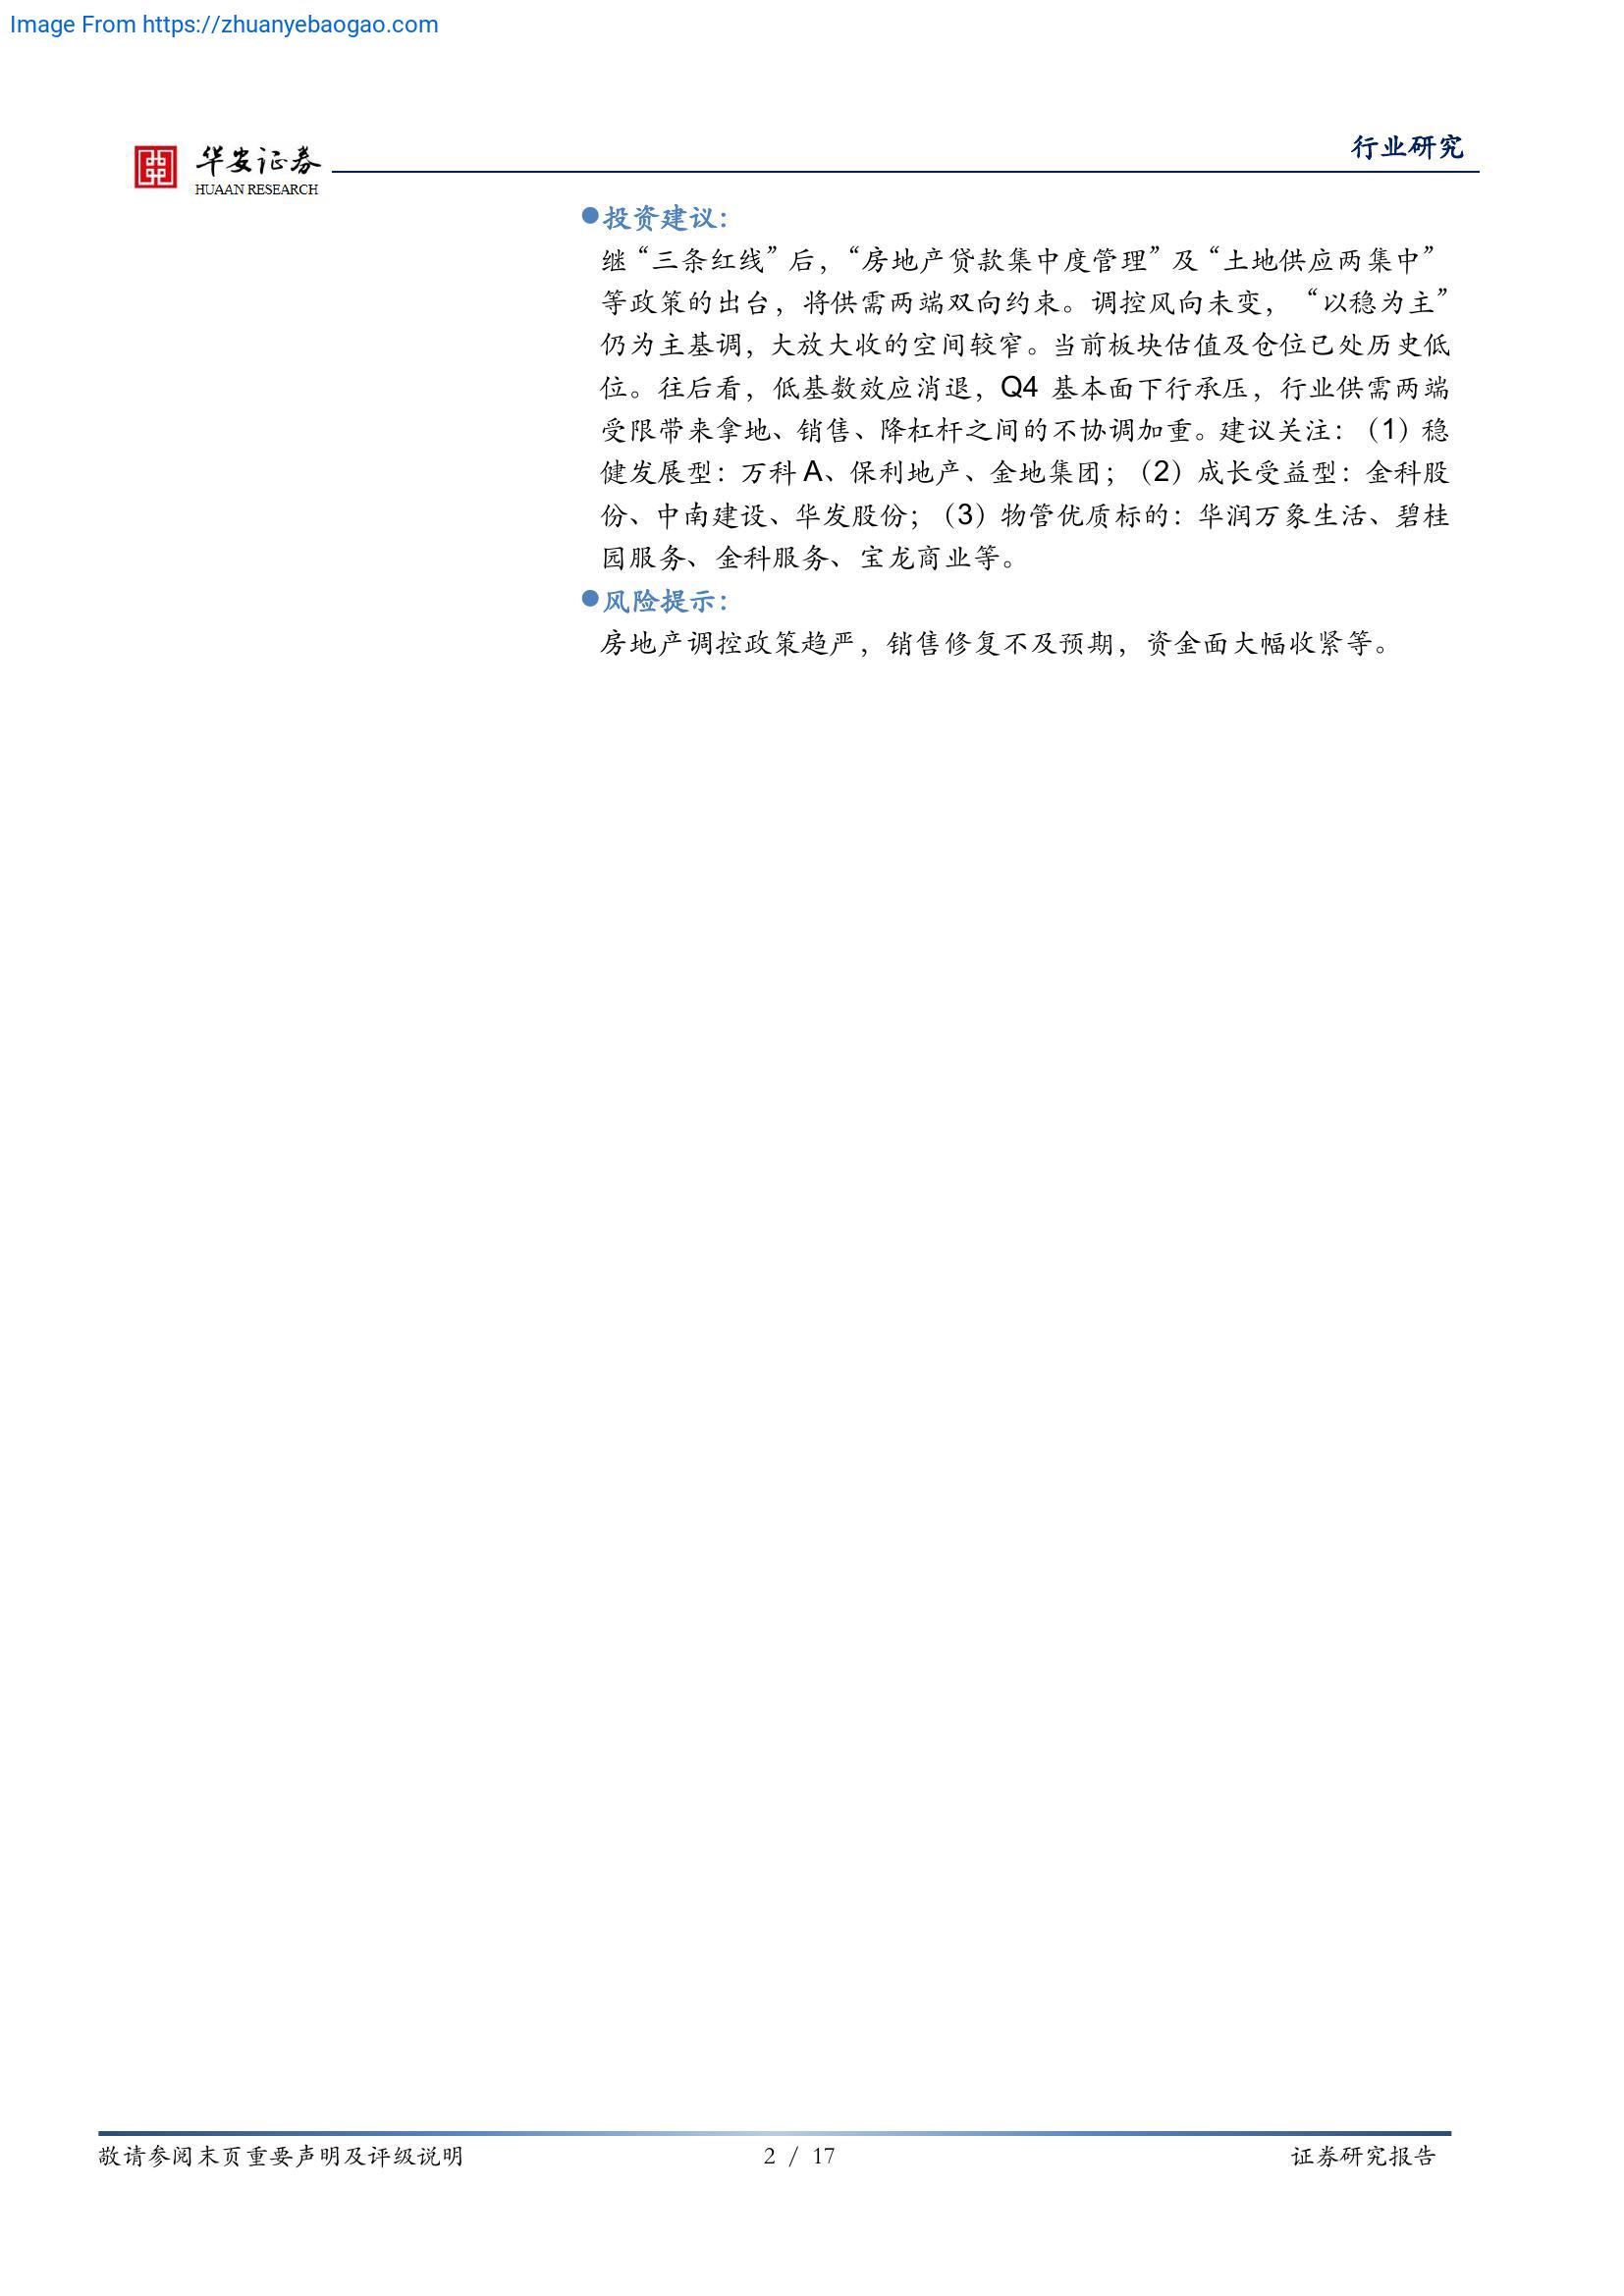 Image From https://zhuanyebaogao.com
华安证券
HUAAN RESEARCH
行业研究
●投资建议：
继“三条红线”后，“房地产贷款集中度管理”及“土地供应两集中”
等政策的出台，将供需两端双向约束。调控风向未变，“以稳为主”
仍为主基调，大放大收的空间较窄。当前板块估值及仓位已处历史低
位。往后看，低基数效应消退，Q4 基本面下行承压，行业供需两端
受限带来拿地、销售、降杠杆之间的不协调加重。建议关注：（1）稳
健发展型：万科 A、保利地产、金地集团；（2）成长受益型：金科股
份、中南建设、华发股份；（3）物管优质标的：华润万象生活、碧桂
园服务、金科服务、宝龙商业等。
●风险提示：
房地产调控政策趋严，销售修复不及预期，资金面大幅收紧等。
敬请参阅末页重要声明及评级说明
2 / 17
证券研究报告